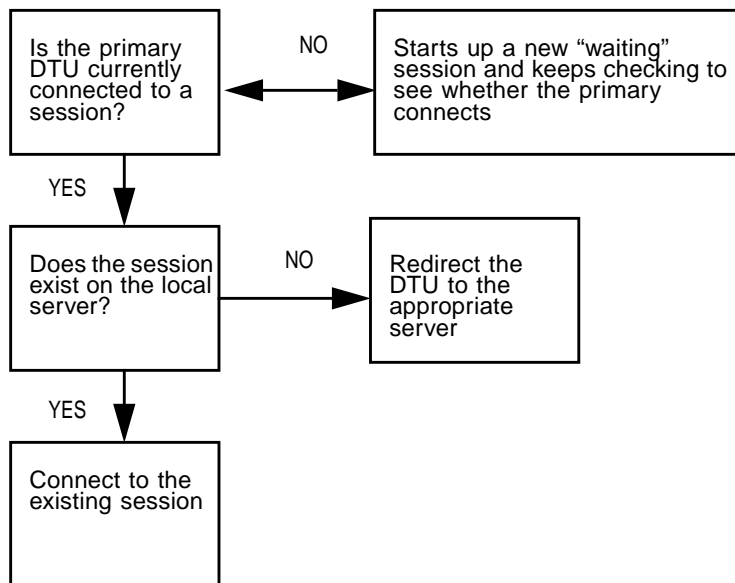 Is the primary
DTU currently
connected to a
session?
NO
Starts up a new “waiting”
session and keeps checking to
see whether the primary
connects
YES
Does the session
exist on the local
server?
NO
Redirect the
DTU to the
appropriate
server
YES
Connect to the
existing session